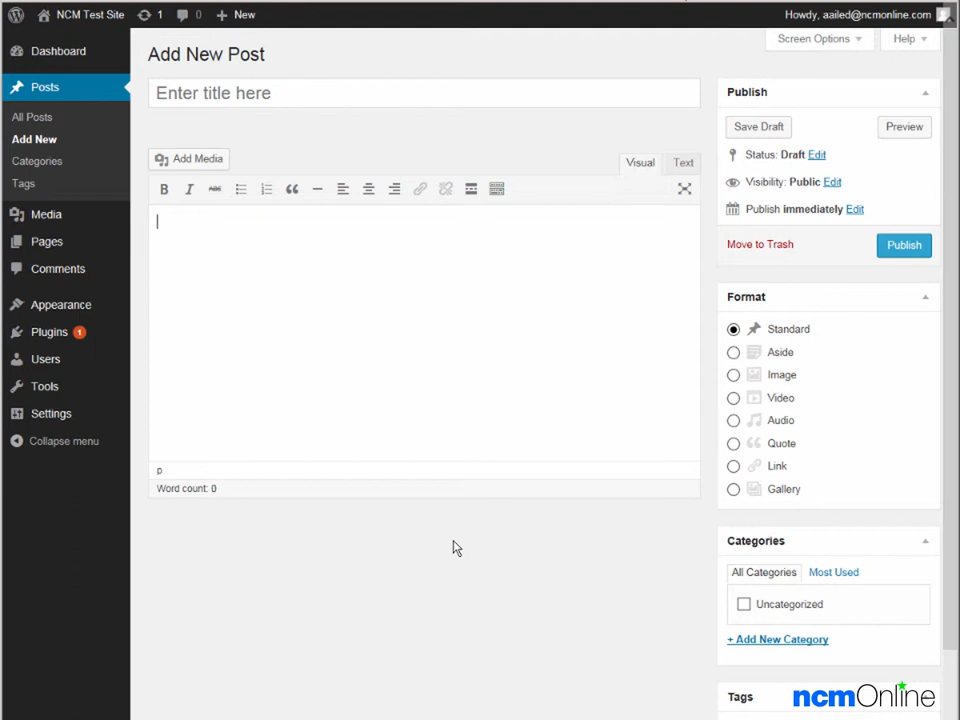 NCM Test Site 1 0 New Howdy, aailed@ncmonline.com
Screen Options Help
Dashboard
Posts
All Posts
Add New
Categories
Tags
Media
Pages
Comments
Appearance
Plugins 1
Users
Tools
Settings
Collapse menu
Add New Post
Enter title here
Add Media
Visual Text
B I ABC
p
Word count: 0
Publish
Save Draft Preview
Status: Draft Edit
Visibility: Public Edit
Publish immediately Edit
Move to Trash Publish
Format
Standard
Aside
Image
Video
Audio
Quote
Link
Gallery
Categories
All Categories Most Used
Uncategorized
+ Add New Category
Tags
ncmOnline